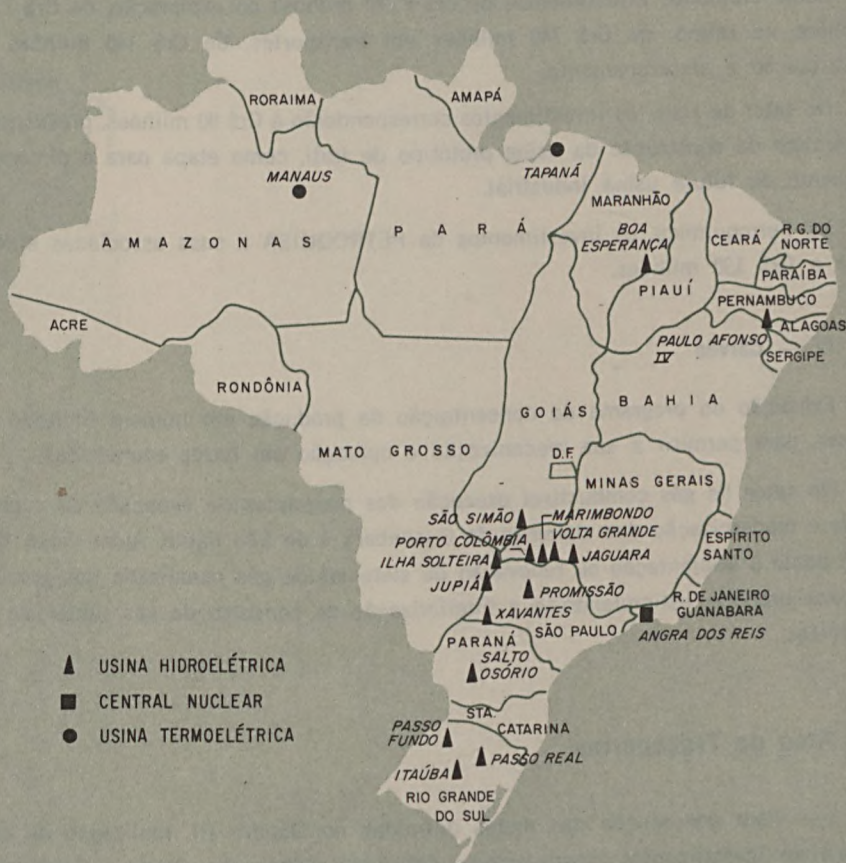 RORAIMA
AMAPÁ
MANAUS
TAPANÁ
MARANHÃO
AMAZONAS
PARÁ
BOA
ESPERANÇA
CEARÁ
R.G.DO
NORTE
PARAÍBA
PIAUÍ
PERNAMBUCO
ACRE
ALAGOAS
PAULO AFONSO
IV
SERGIPE
RONDÔNIA
GOIÁS
BAHIA
MATO GROSSO
D.F.
MINAS GERAIS
SÃO SIMÃO
MARIMBONDO
PORTO COLÔMBIA
VOLTA GRANDE
ESPÍRITO
SANTO
ILHA SOLTEIRA
JAGUARA
JUPIÁ
PROMISSÃO
R. DE JANEIRO
GUANABARA
XAVANTES
SÃO PAULO
ANGRA DOS REIS
PARANÁ
SALTO
OSÓRIO
USINA HIDROELÉTRICA
CENTRAL NUCLEAR
USINA TERMOELÉTRICA
STA.
CATARINA
PASSO
FUNDO
PASSO REAL
ITAÚBA
RIO GRANDE
DO SUL